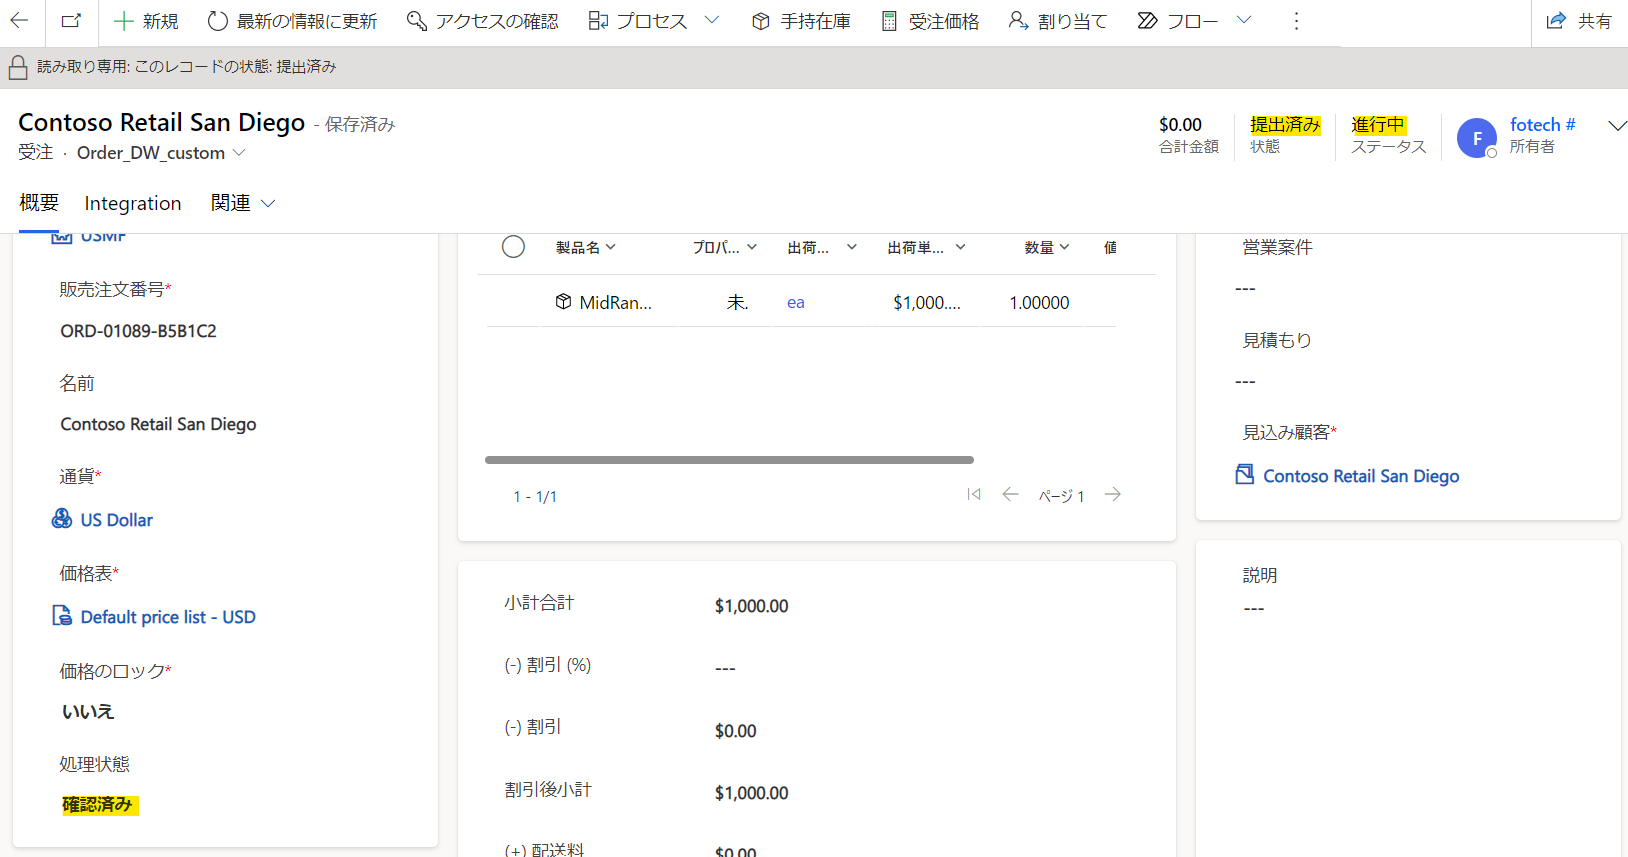 新規
最新の情報に更新
アクセスの確認
プロセス
手持在庫
受注価格
割り当て
フロー
共有
読み取り専用: このレコードの状態: 提出済み
Contoso Retail San Diego - 保存済み
受注 · Order_DW_custom
$0.00
合計金額
提出済み
状態
進行中
ステータス
F
fotech #
所有者
概要
Integration
関連
USMF
販売注文番号*
ORD-01089-B5B1C2
名前
Contoso Retail San Diego
通貨*
US Dollar
価格表*
Default price list - USD
価格のロック*
いいえ
処理状態
確認済み
製品名 プロパ... 出荷... 出荷単... 数量 値
MidRan... 未. ea $1,000.... 1.00000
1 - 1/1
ページ 1
小計合計 $1,000.00
(-) 割引 (%) ---
(-) 割引 $0.00
割引後小計 $1,000.00
(+) 配送料 $0.00
営業案件
---
見積もり
---
見込み顧客*
Contoso Retail San Diego
説明
---